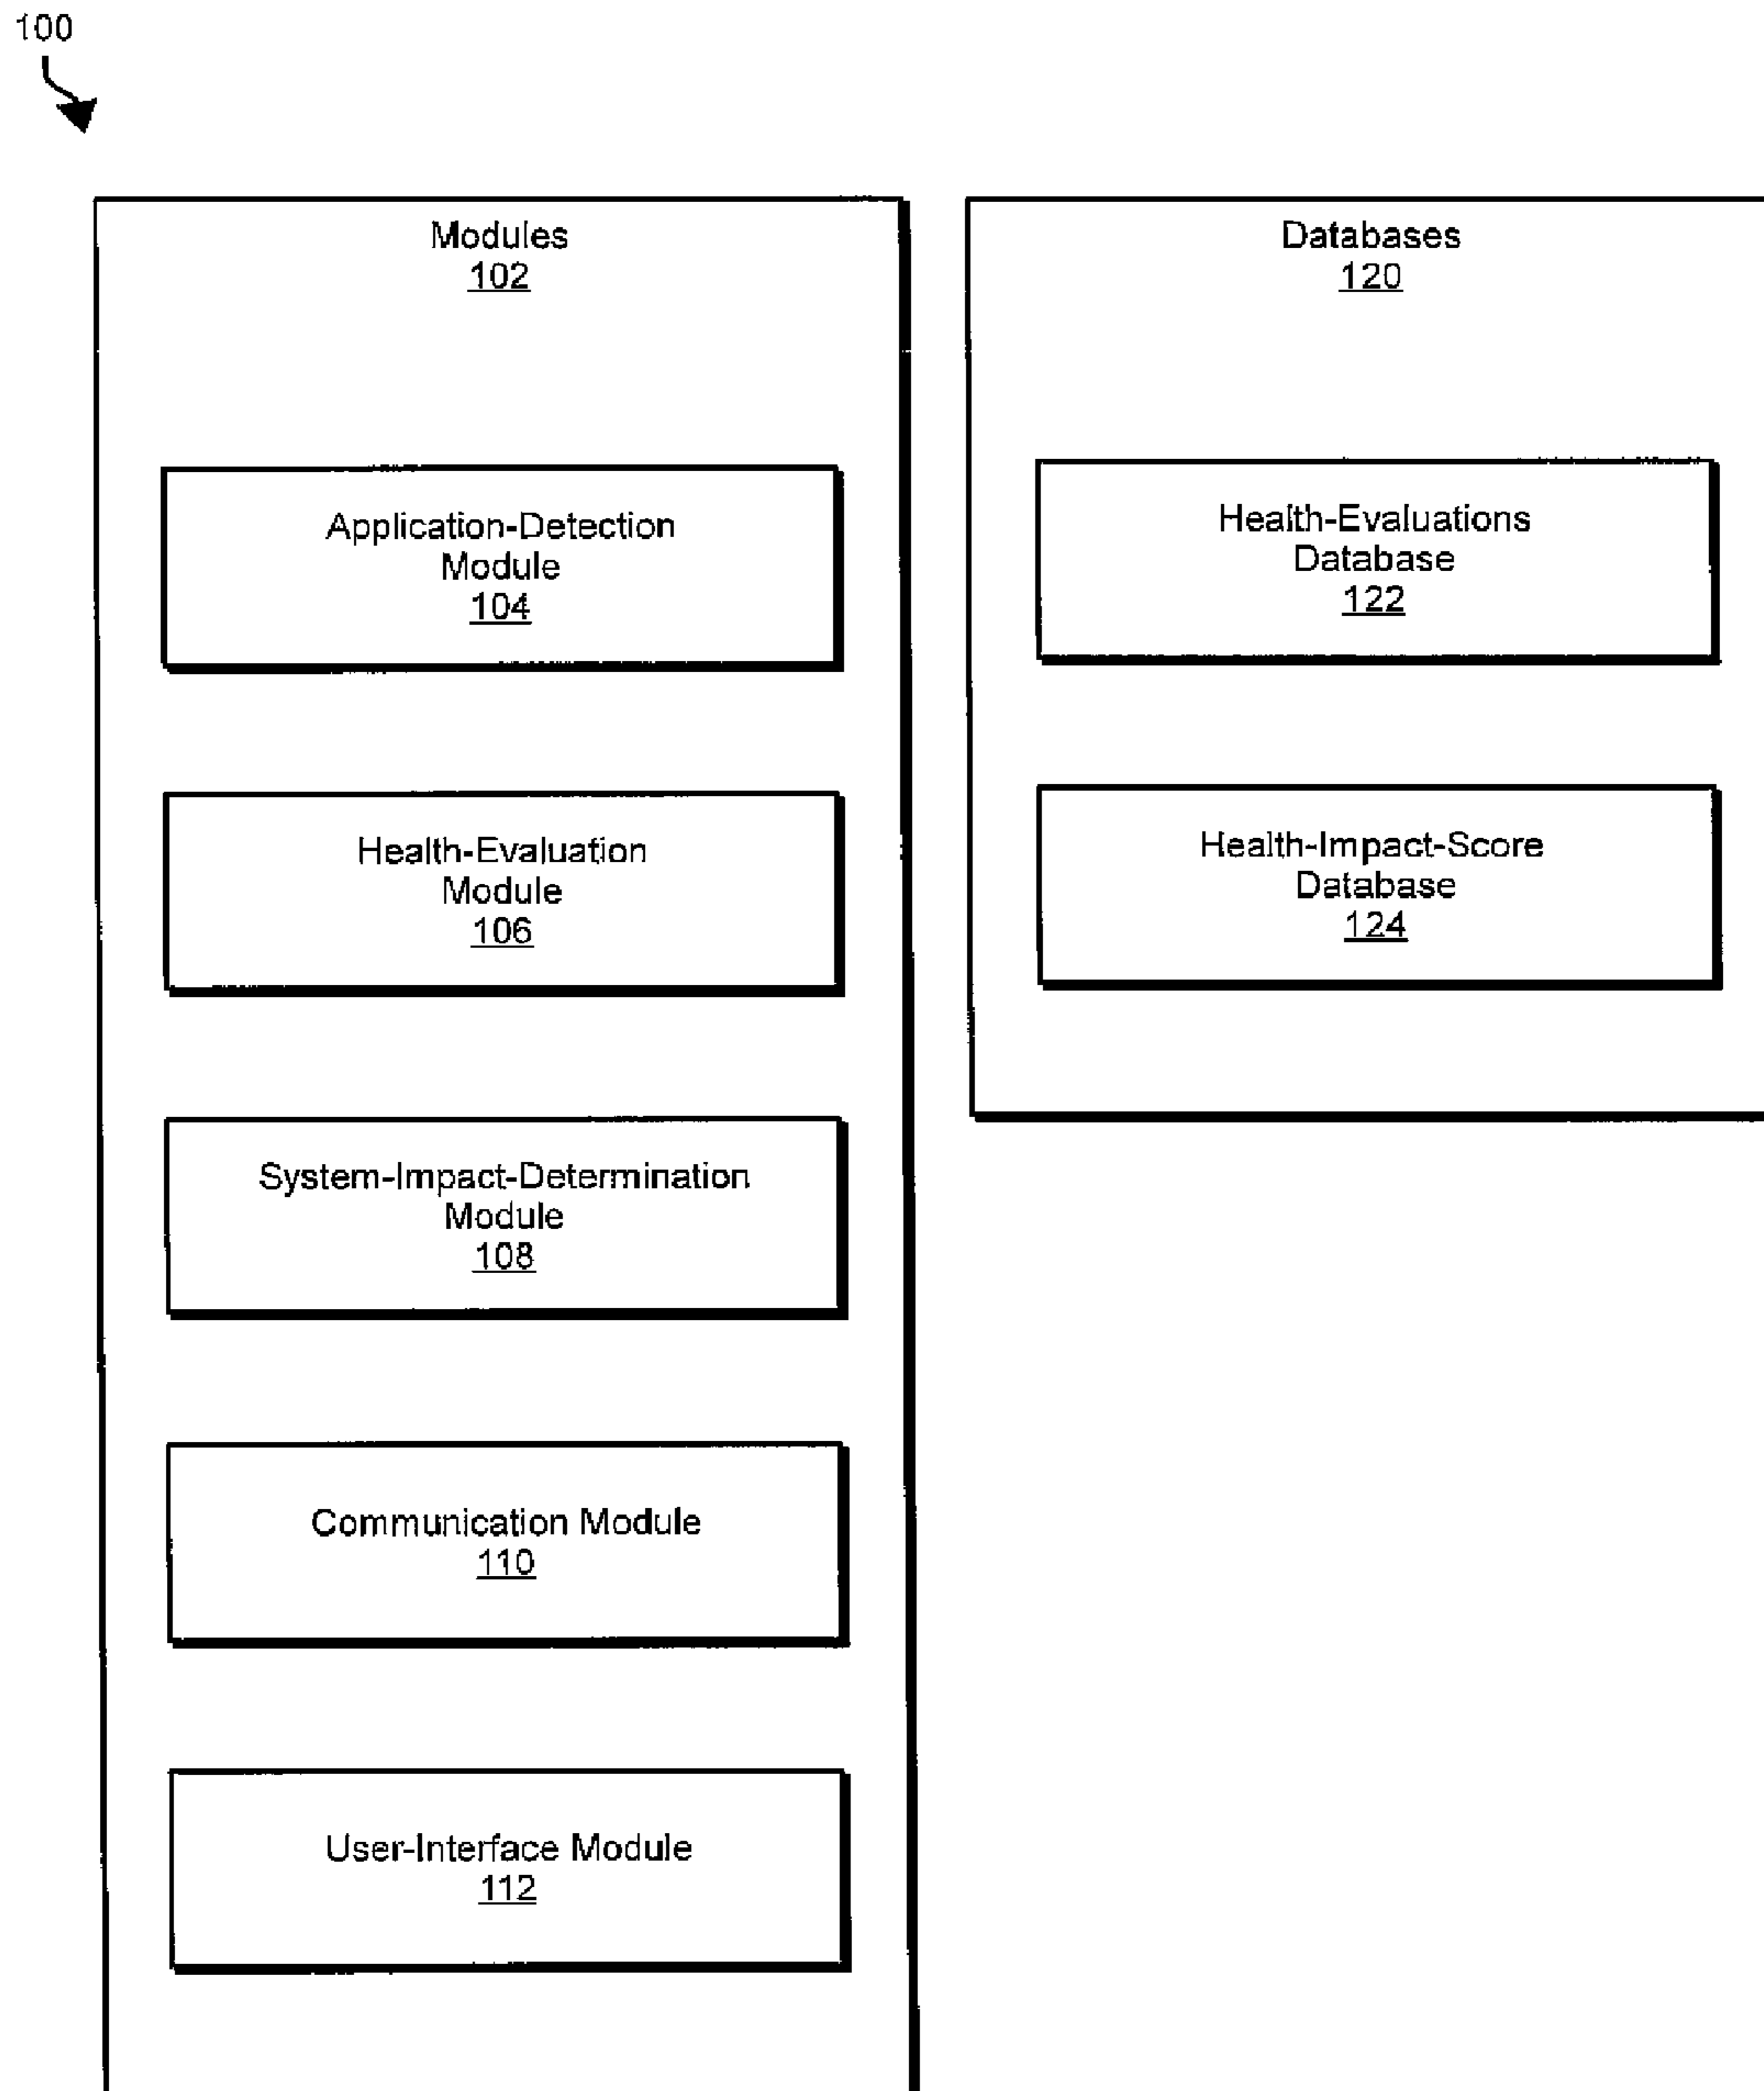 100
Modules
102
Application-Detection
Module
104
Health-Evaluation
Module
106
System-Impact-Determination
Module
108
Communication Module
110
User-Interface Module
112
Databases
120
Health-Evaluations
Database
122
Health-Impact-Score
Database
124